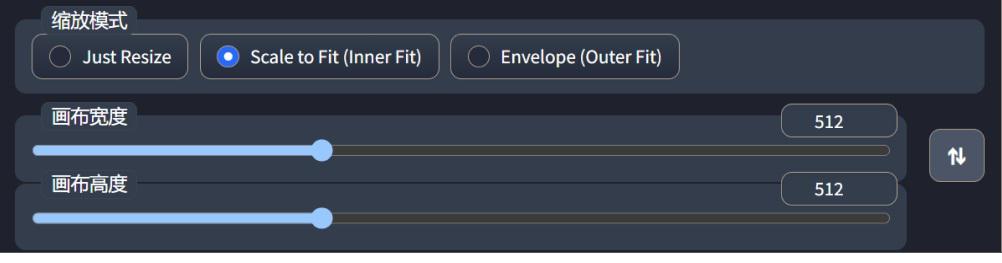 缩放模式
Just Resize
Scale to Fit (Inner Fit)
Envelope (Outer Fit)
画布宽度
512
画布高度
512